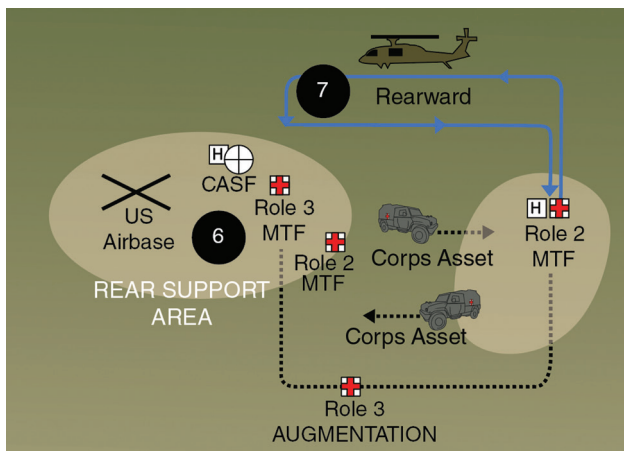 7
Rearward
H
CASF
US
Airbase
Role 3
MTF
6
Role 2
MTF
REAR SUPPORT
AREA
Corps Asset
Corps Asset
H
Role 2
MTF
Role 3
AUGMENTATION